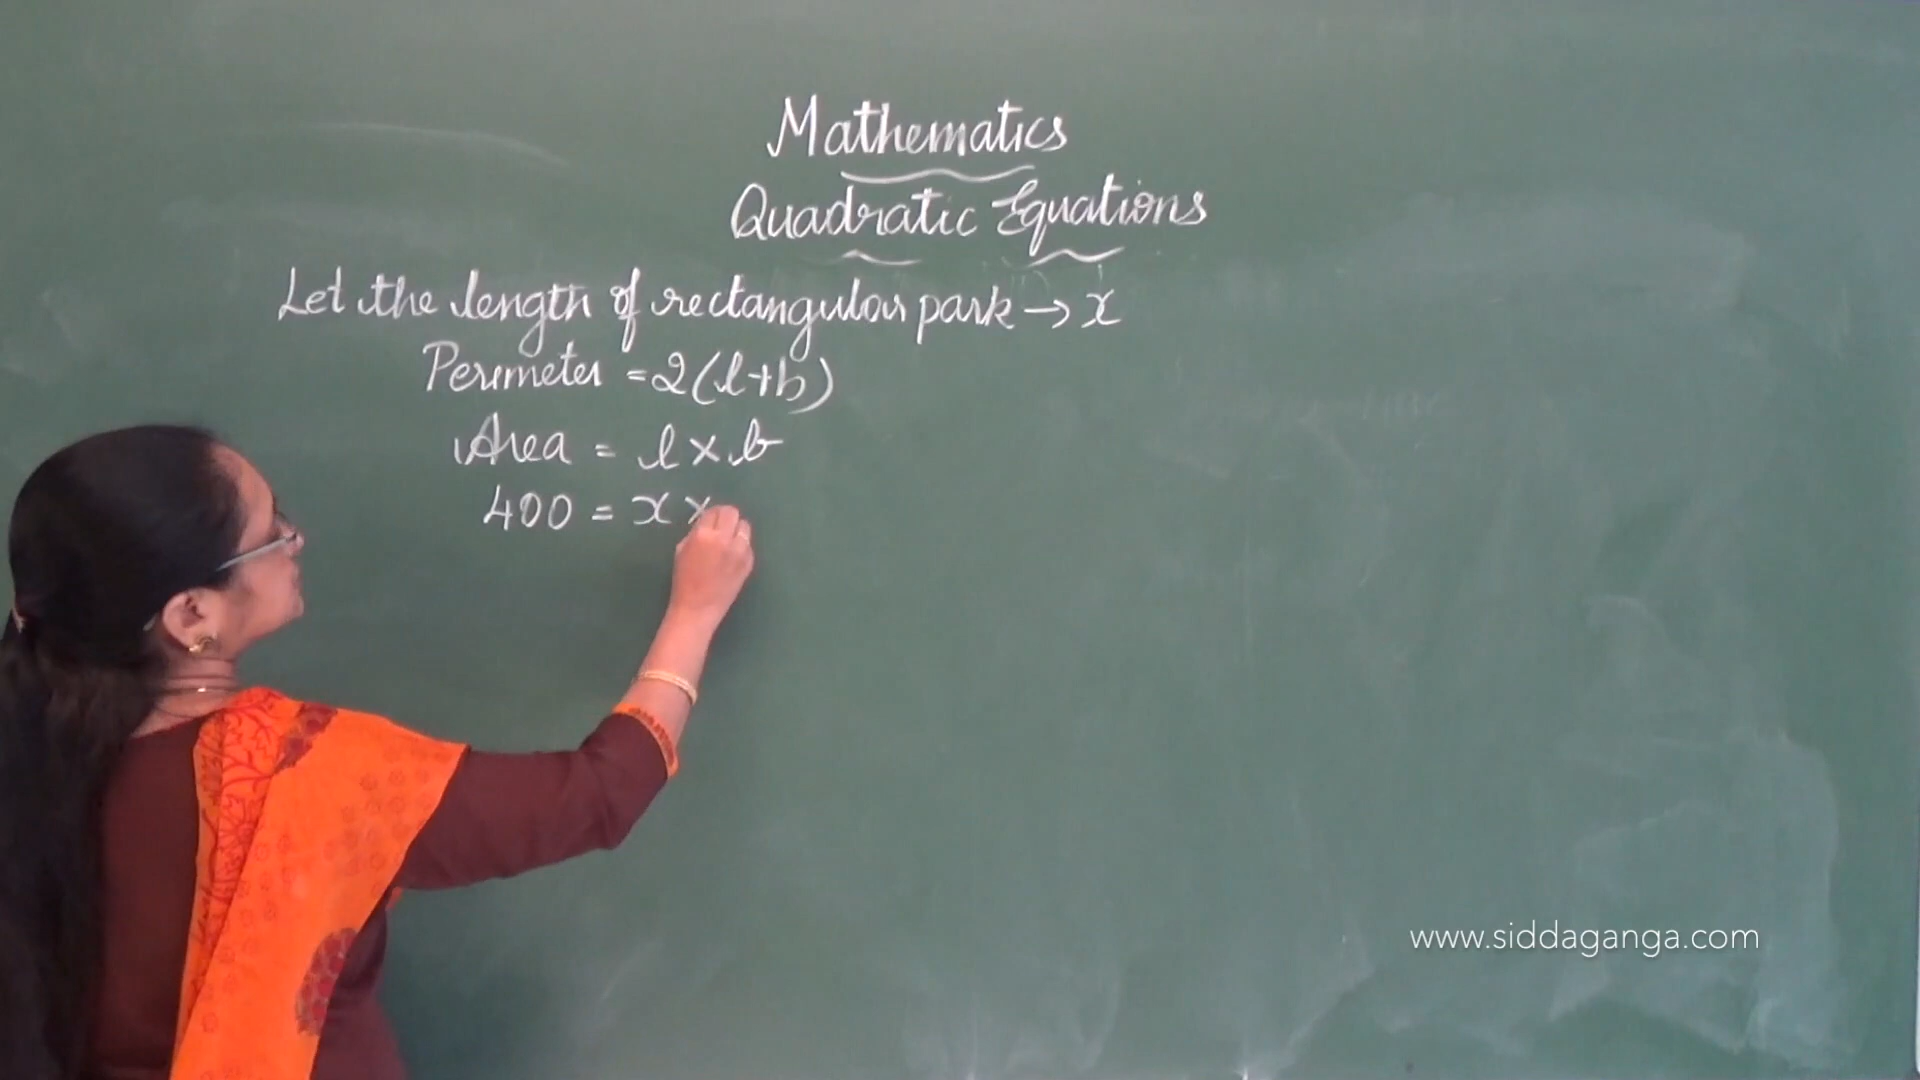 Mathematics
Quadratic Equations
Let the length of rectangular park → x
Perimeter = 2(l+b)
Area = l × b
400 = x ×
www.siddaganga.com